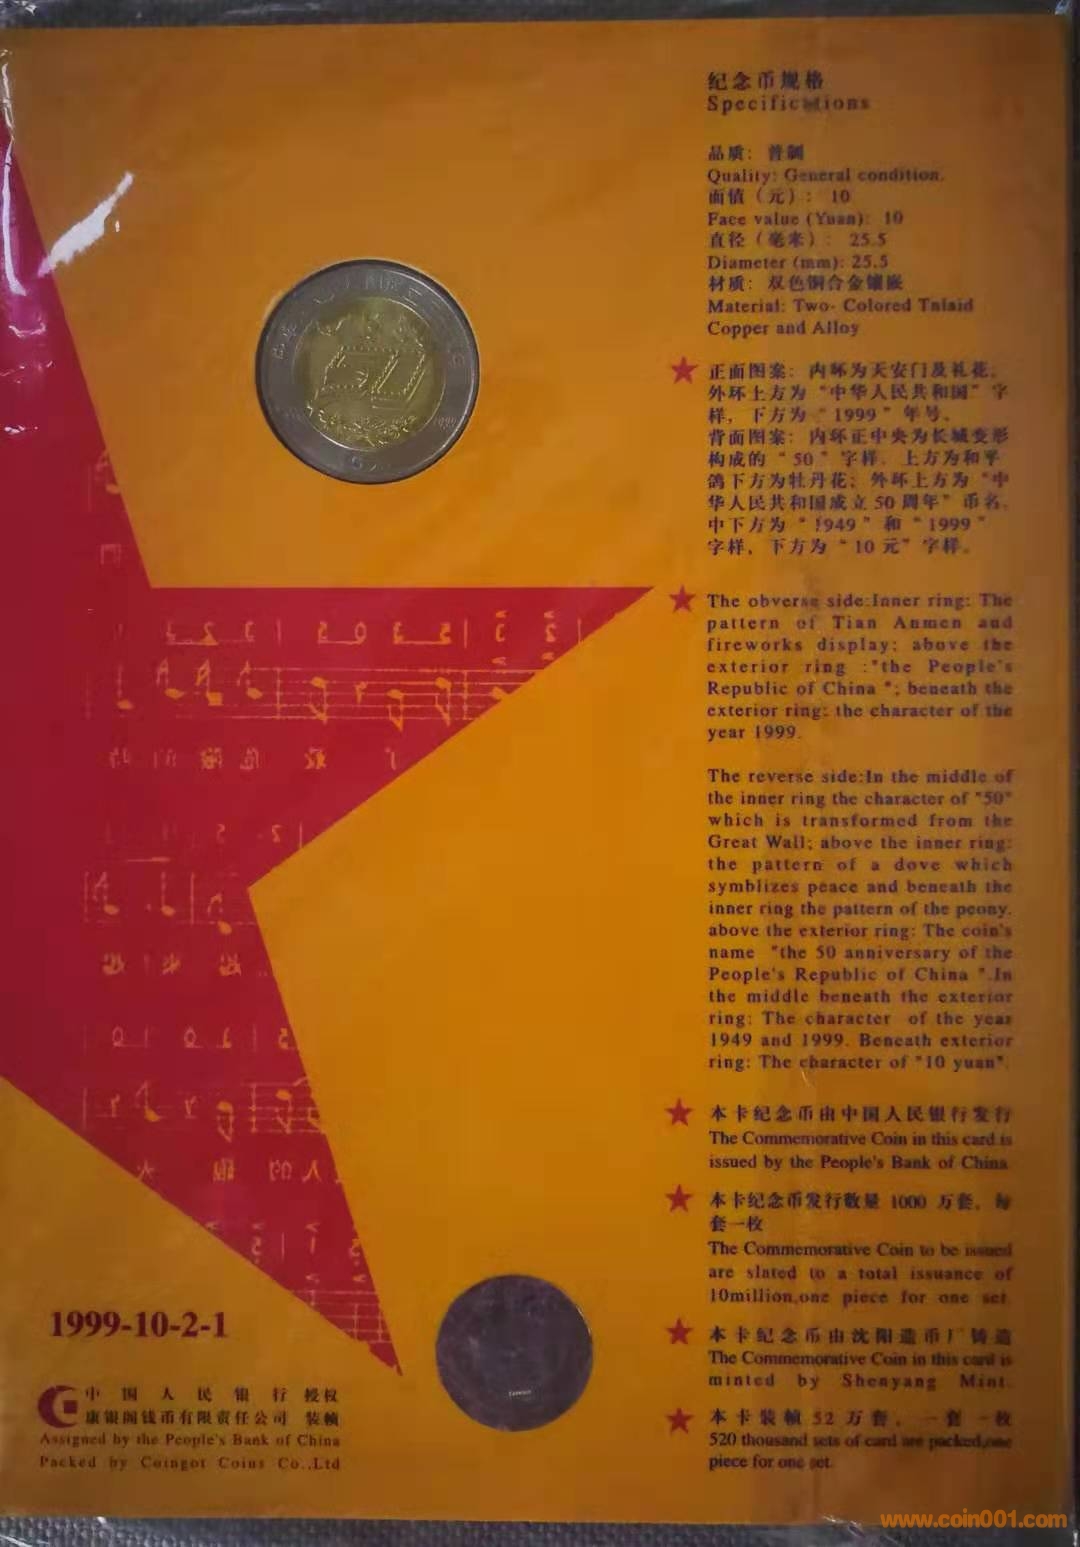 纪念币规格
Specifications
品质：普制
Quality: General condition.
面值（元）：10
Face value (Yuan): 10
直径（毫米）：25.5
Diameter (mm): 25.5
材质：双色铜合金镶嵌
Material: Two- Colored Tnlaid
Copper and Alloy
正面图案：内环为天安门及礼花，
外环上方为“中华人民共和国”字
样，下方为“1999”年号。
背面图案：内环正中央为长城变形
构成的“50”字样，上方为和平
鸽下方为牡丹花；外环上方为“中
华人民共和国成立50周年”币名，
中下方为“1949”和“1999”
字样，下方为“10元”字样。
The obverse side:Inner ring: The
pattern of Tian Anmen and
fireworks display; above the
exterior ring :"the People's
Republic of China "; beneath the
exterior ring: the character of the
year 1999.
The reverse side:In the middle of
the inner ring the character of "50"
which is transformed from the
Great Wall; above the inner ring:
the pattern of a dove which
symblizes peace and beneath the
inner ring the pattern of the peony.
above the exterior ring: The coin's
name "the 50 anniversary of the
People's Republic of China ".In
the middle beneath the exterior
ring: The character of the year
1949 and 1999. Beneath exterior
ring: The character of "10 yuan".
本卡纪念币由中国人民银行发行
The Commemorative Coin in this card is
issued by the People's Bank of China
本卡纪念币发行数量1000万套，每
套一枚
The Commemorative Coin to be issued
are slated to a total issuance of
10million,one piece for one set.
本卡纪念币由沈阳造币厂铸造
The Commemorative Coin in this card is
minted by Shenyang Mint.
本卡装帧52万套，一套一枚
520 thousand sets of card are packed,one
piece for one set.
1999-10-2-1
中国人民银行 授权
康银阁钱币有限责任公司 装帧
Assigned by the People's Bank of China
Packed by Coingot Coins Co.,Ltd
www.coin001.com